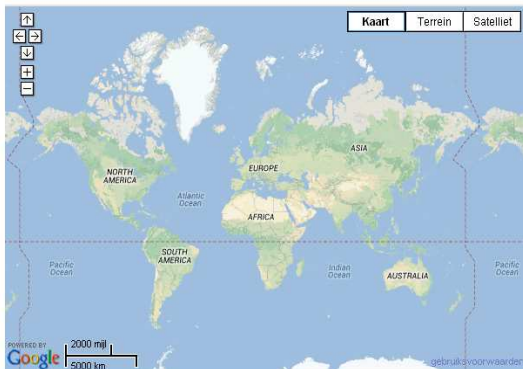 Kaart Terrein Satelliet
ASIA
EUROPE
NORTH
AMERICA
Atlantic
Ocean
AFRICA
SOUTH
AMERICA
Pacific
Ocean
Indian
Ocean
AUSTRALIA
Pacific
Ocean
POWERED BY
Google
2000 mijl
5000 km
gebruiksvoorwaarden